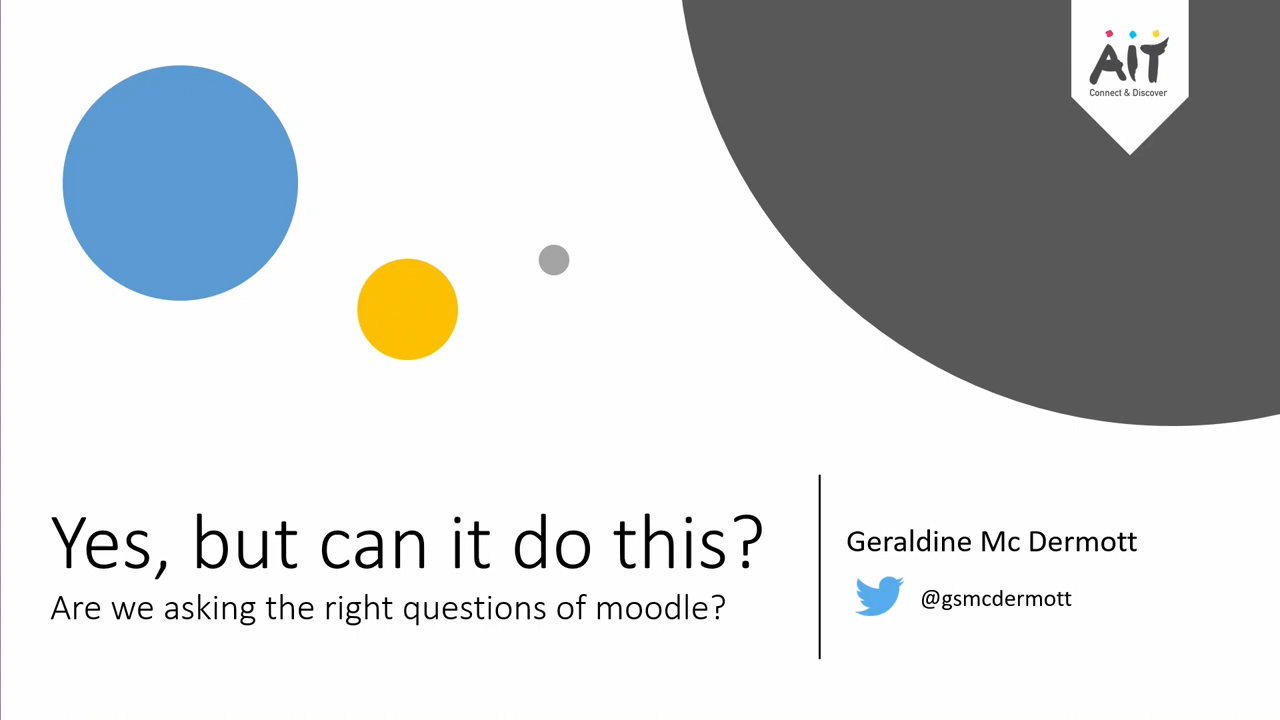 AIT
Connect & Discover
Yes, but can it do this?
Are we asking the right questions of moodle?
Geraldine Mc Dermott
@gsmcdermott